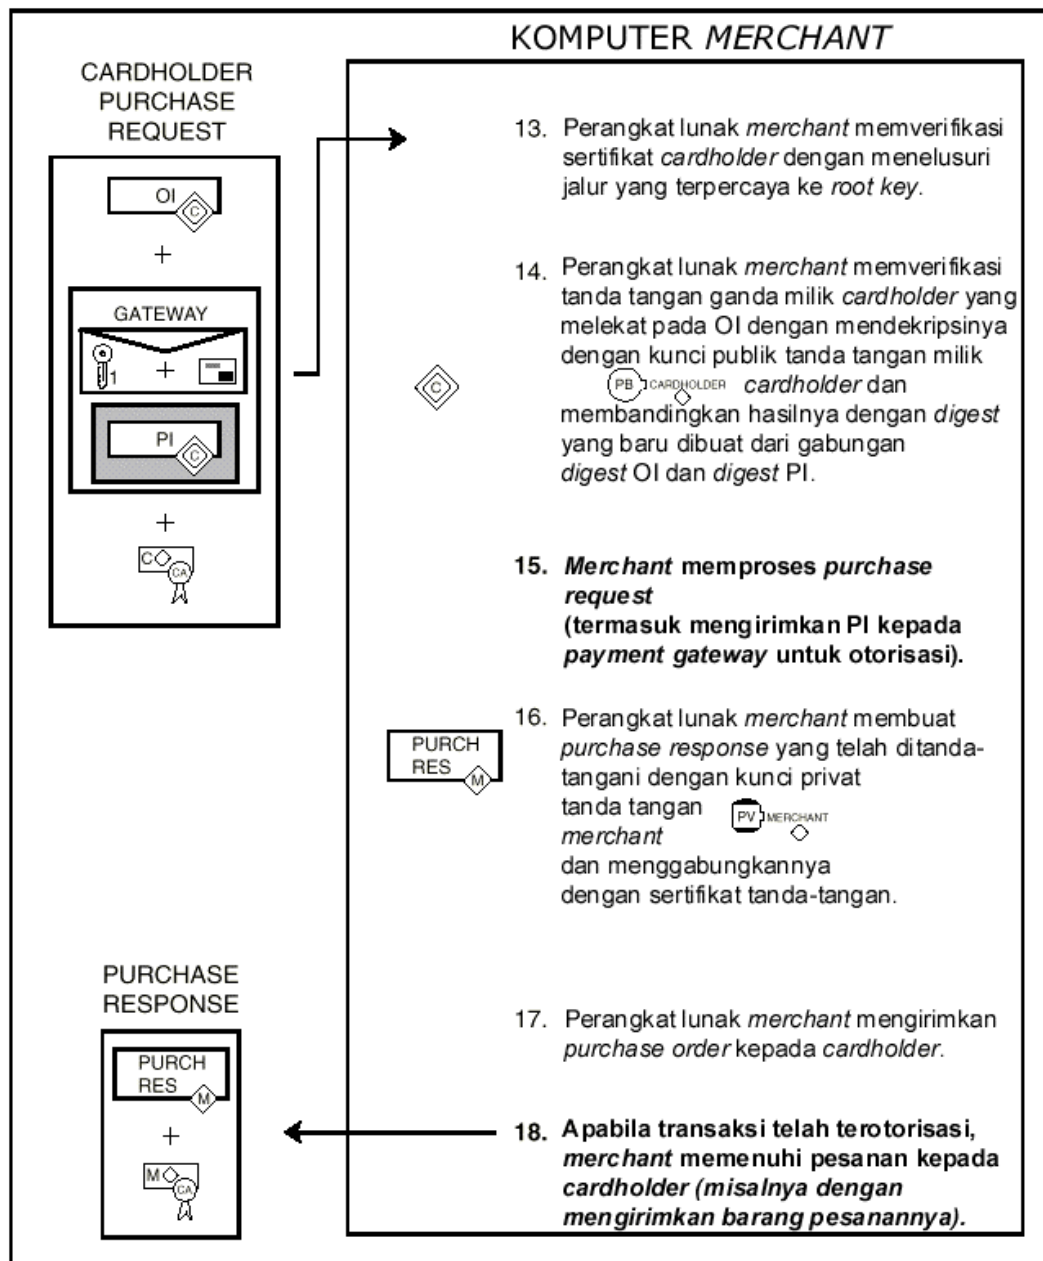 KOMPUTER MERCHANT
CARDHOLDER
PURCHASE
REQUEST
OI
C
+
GATEWAY
1
+
PI
C
+
C
CA
13. Perangkat lunak merchant memverifikasi
sertifikat cardholder dengan menelusuri
jalur yang terpercaya ke root key.
14. Perangkat lunak merchant memverifikasi
tanda tangan ganda milik cardholder yang
melekat pada OI dengan mendekripsinya
dengan kunci publik tanda tangan milik
C
PB CARDHOLDER cardholder dan
membandingkan hasilnya dengan digest
yang baru dibuat dari gabungan
digest OI dan digest PI.
15. Merchant memproses purchase
request
(termasuk mengirimkan PI kepada
payment gateway untuk otorisasi).
PURCH
RES
M
16. Perangkat lunak merchant membuat
purchase response yang telah ditanda-
tangani dengan kunci privat
tanda tangan PV MERCHANT
merchant
dan menggabungkannya
dengan sertifikat tanda-tangan.
PURCHASE
RESPONSE
PURCH
RES
M
+
M
CA
17. Perangkat lunak merchant mengirimkan
purchase order kepada cardholder.
18. Apabila transaksi telah terotorisasi,
merchant memenuhi pesanan kepada
cardholder (misalnya dengan
mengirimkan barang pesanannya).